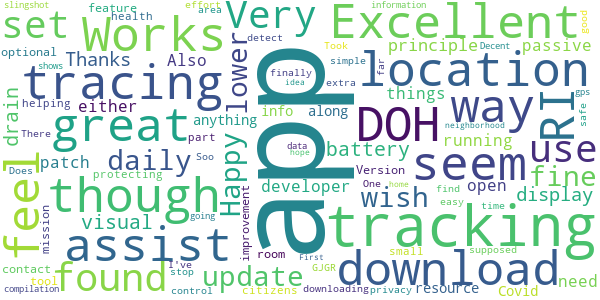 slingshot
effort
area
information
set
health
feature
Works
Very
Excellent
good
optional
Thanks
detect
shows
Took
Decent
principle
passive
Also
lower
finally
simple
far
tracing
idea
extra
location
gps
helping
either
things
safe
drain
There
anything
info
along
RI
great
app
DOH
way
part
data
neighborhood
Does
patch
daily
Soo
hope
battery
running
feel
protecting
Happy
Version
seem
use
though
developer
One
home
open
fine
visual
improvement
wish
find
display
mission
going
easy
time
assist
room
First
tracking
contact
I've
small
supposed
tool
found
stop
update
GJGR
download
need
compilation
control
citizens
downloading
privacy
resource
Covid